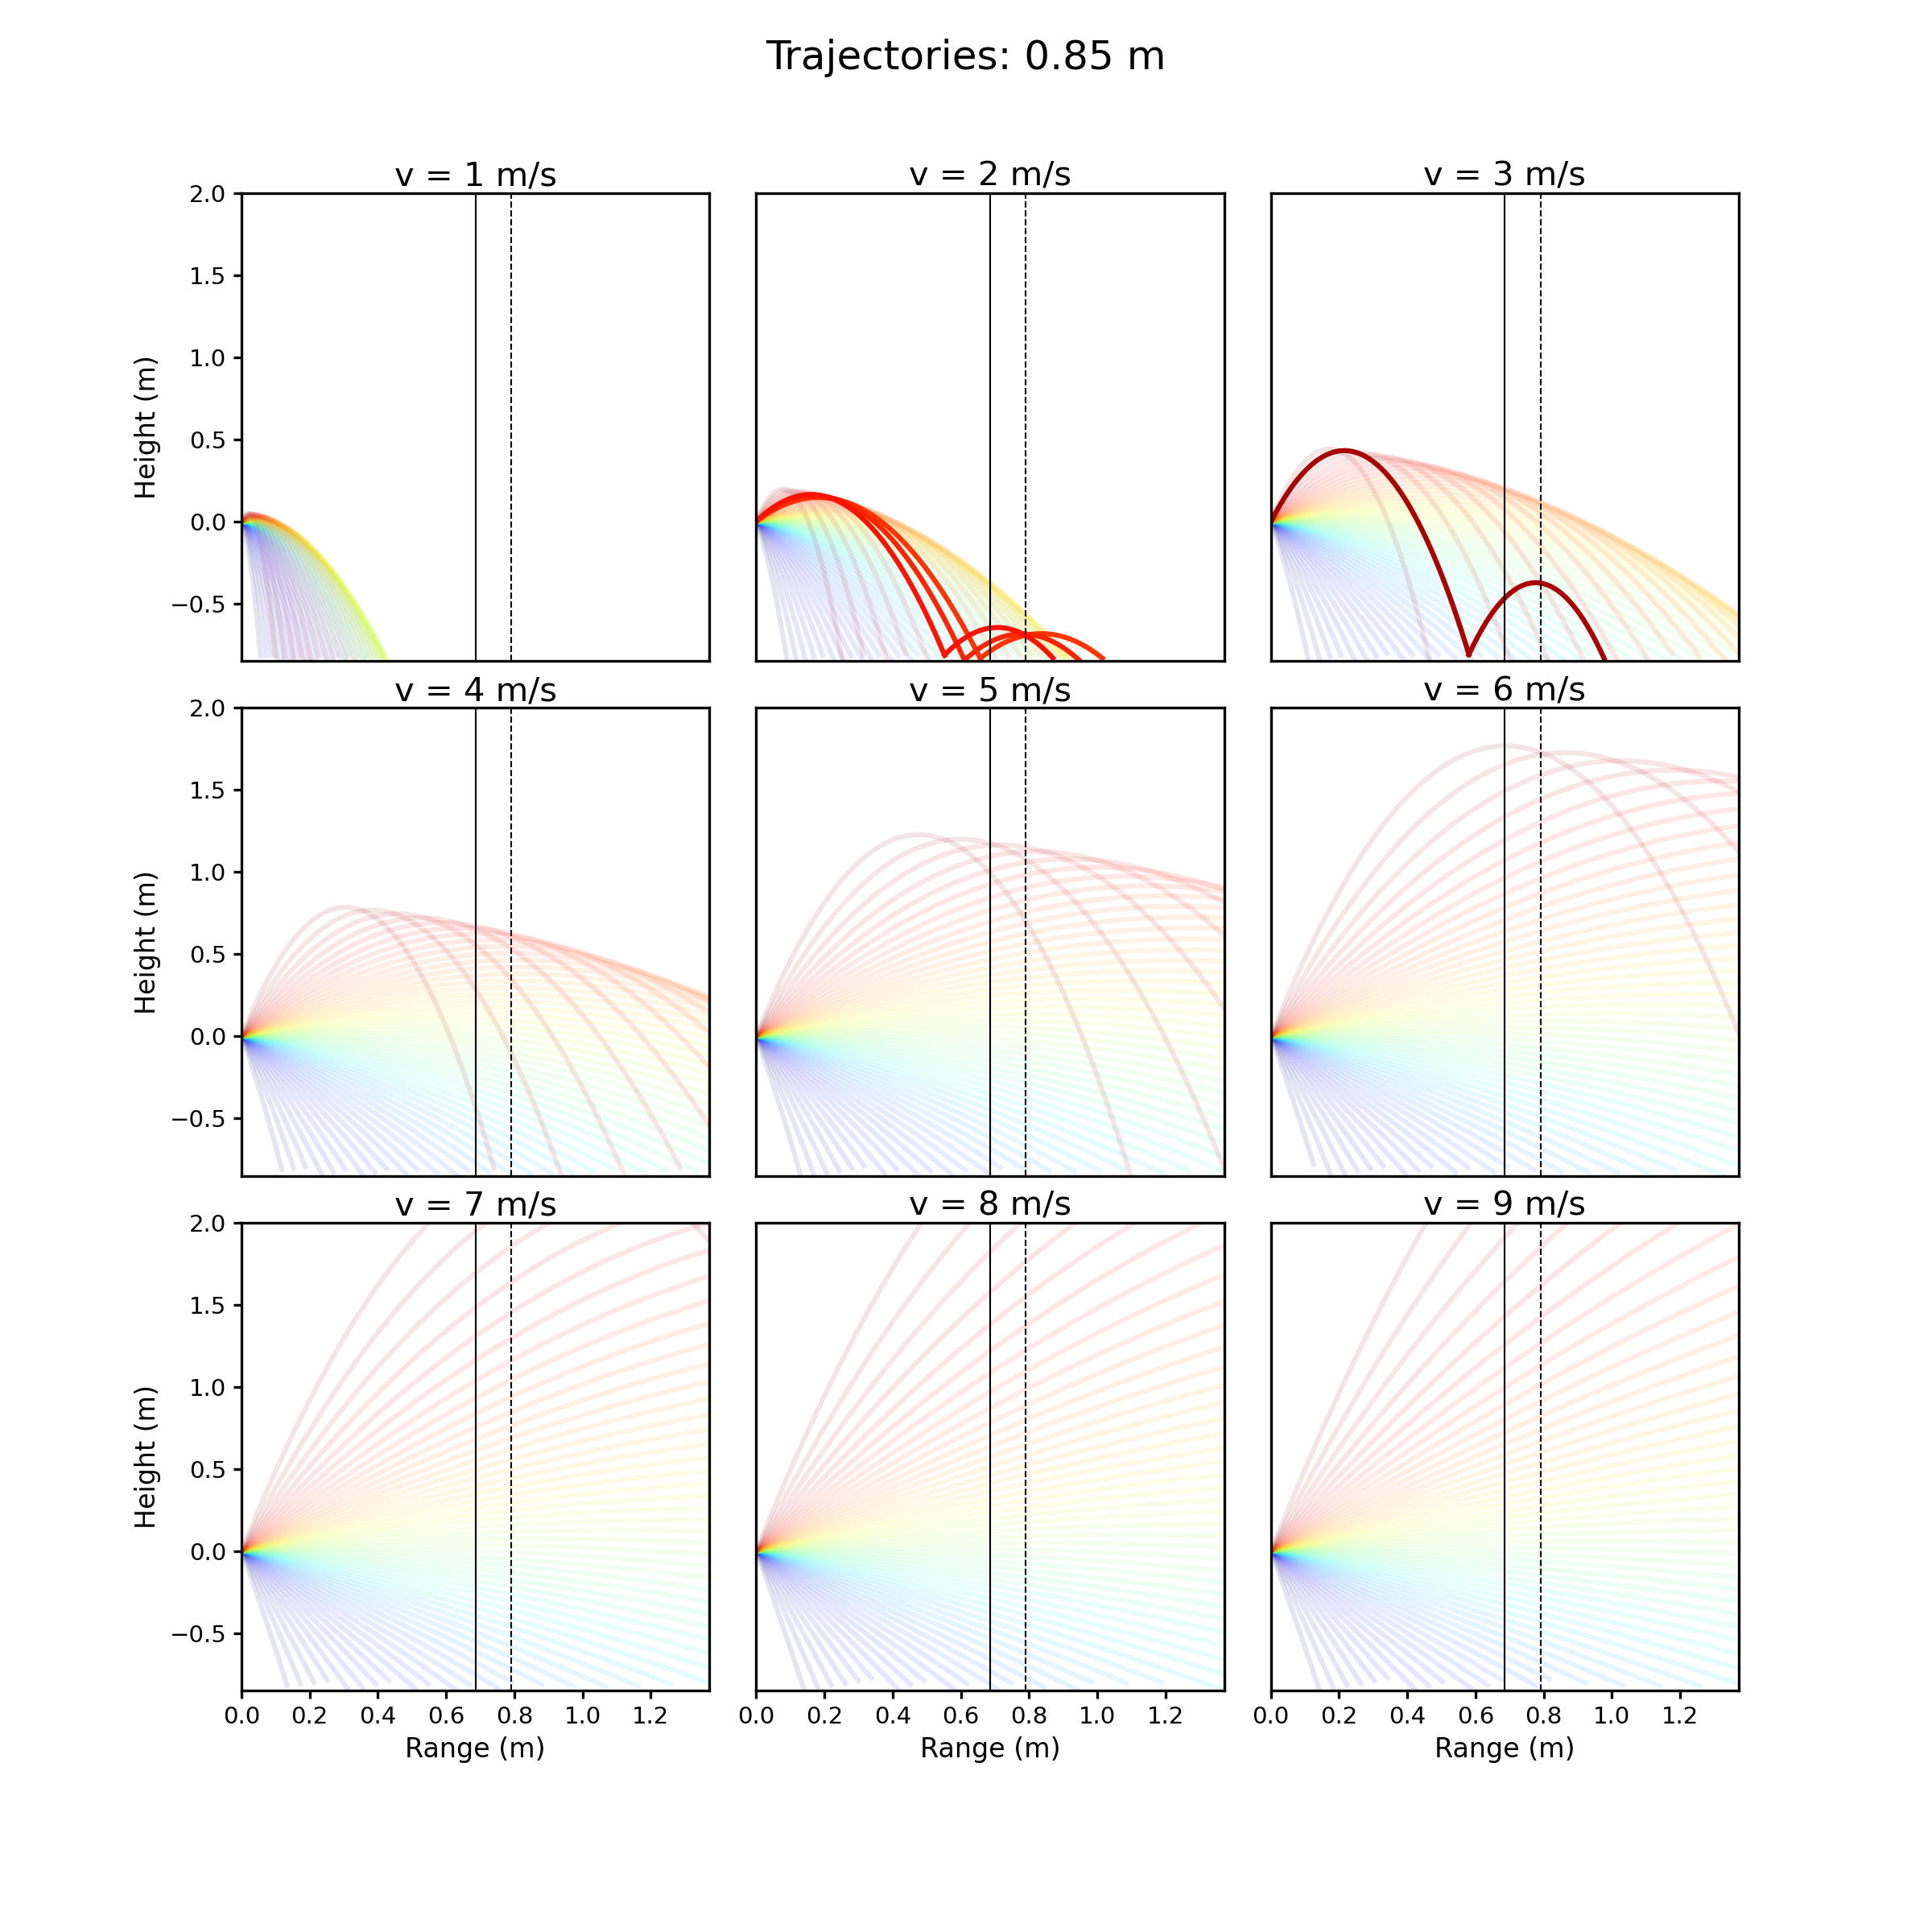 Trajectories: 0.85 m
v = 1 m/s
v = 2 m/s
v = 3 m/s
2.0
1.5
1.0
0.5
0.0
−0.5
Height (m)
v = 4 m/s
v = 5 m/s
v = 6 m/s
2.0
1.5
1.0
0.5
0.0
−0.5
Height (m)
v = 7 m/s
v = 8 m/s
v = 9 m/s
2.0
1.5
1.0
0.5
0.0
−0.5
Height (m)
0.0 0.2 0.4 0.6 0.8 1.0 1.2
0.0 0.2 0.4 0.6 0.8 1.0 1.2
0.0 0.2 0.4 0.6 0.8 1.0 1.2
Range (m)
Range (m)
Range (m)